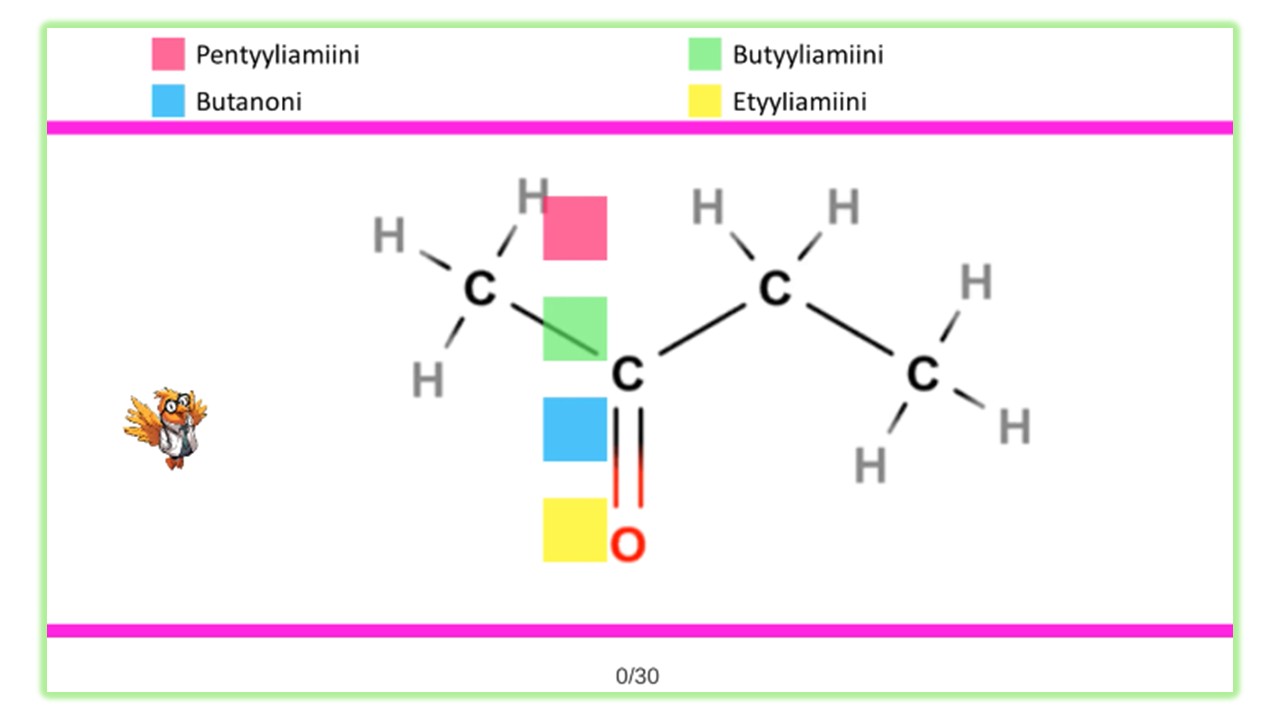 Pentyyliamiini Butyyliamiini
Butanoni Etyyliamiini
H H H H
H C C H
H C C H
H
O
0/30